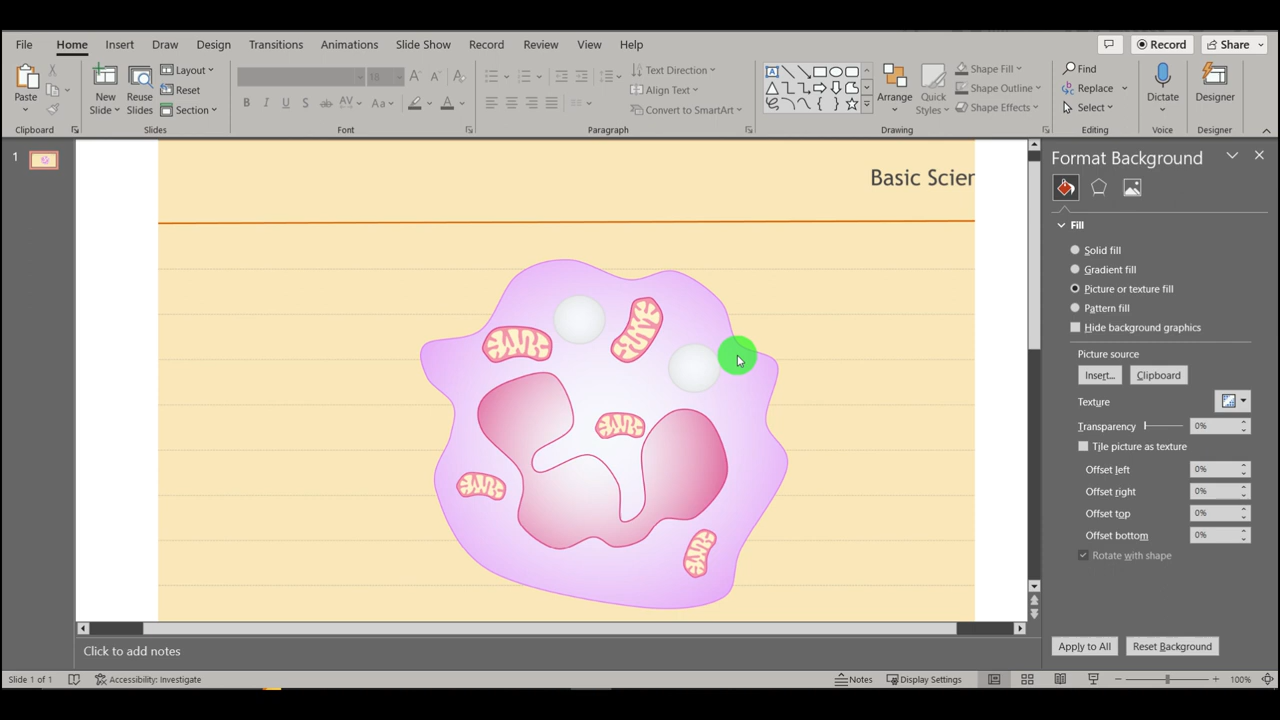 File Home Insert Draw Design Transitions Animations Slide Show Record Review View Help Record Share
Paste
Clipboard
New Slide
Reuse Slides
Layout
Reset
Section
Slides
18
B I U S ab AV Aa A
Font
Text Direction
Align Text
Convert to SmartArt
Paragraph
Arrange
Quick Styles
Shape Fill
Shape Outline
Shape Effects
Drawing
Find
Replace
Select
Editing
Dictate
Voice
Designer
Designer
1
Basic Scien
Format Background
Fill
Solid fill
Gradient fill
Picture or texture fill
Pattern fill
Hide background graphics
Picture source
Insert... Clipboard
Texture
Transparency 0%
Tile picture as texture
Offset left 0%
Offset right 0%
Offset top 0%
Offset bottom 0%
Rotate with shape
Apply to All Reset Background
Click to add notes
Slide 1 of 1 Accessibility: Investigate Notes Display Settings 100%